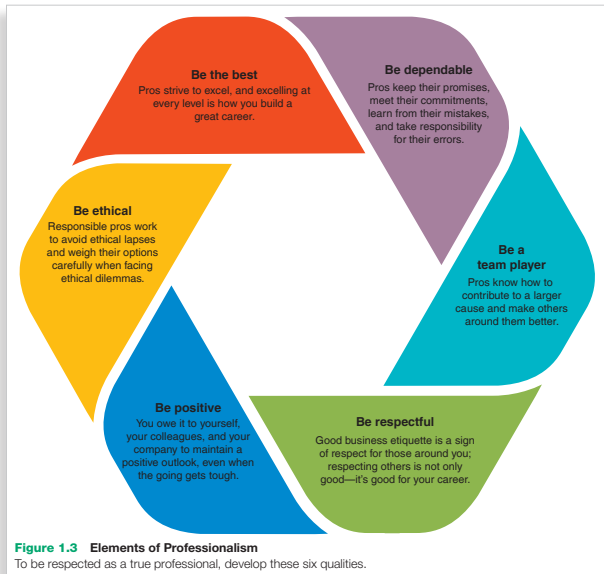 Be the best
Pros strive to excel, and excelling at
every level is how you build a
great career.
Be dependable
Pros keep their promises,
meet their commitments,
learn from their mistakes,
and take responsibility
for their errors.
Be a
team player
Pros know how to
contribute to a larger
cause and make others
around them better.
Be respectful
Good business etiquette is a sign
of respect for those around you;
respecting others is not only
good—it's good for your career.
Be positive
You owe it to yourself,
your colleagues, and your
company to maintain a
positive outlook, even when
the going gets tough.
Be ethical
Responsible pros work
to avoid ethical lapses
and weigh their options
carefully when facing
ethical dilemmas.
Figure 1.3 Elements of Professionalism
To be respected as a true professional, develop these six qualities.